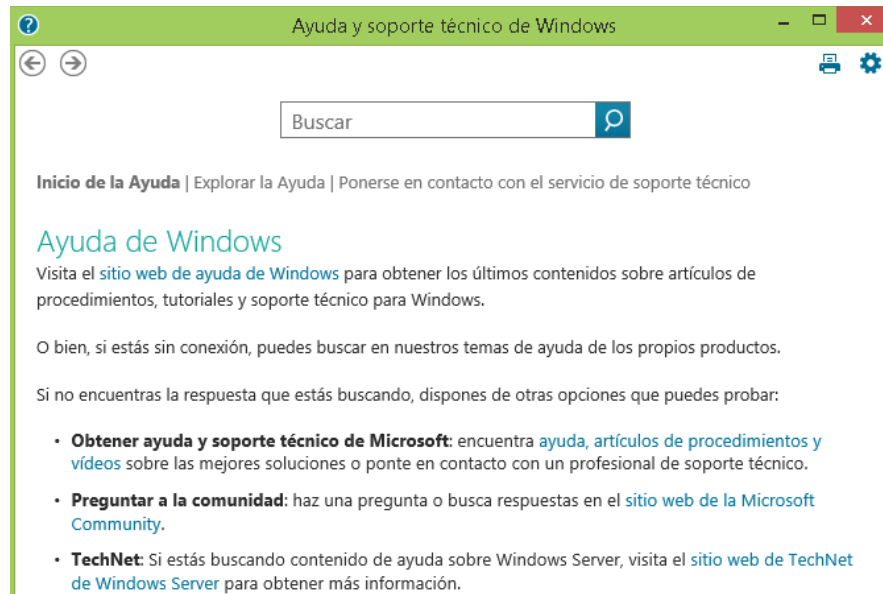 Ayuda y soporte técnico de Windows
Buscar
Inicio de la Ayuda | Explorar la Ayuda | Ponerse en contacto con el servicio de soporte técnico
Ayuda de Windows
Visita el sitio web de ayuda de Windows para obtener los últimos contenidos sobre artículos de
procedimientos, tutoriales y soporte técnico para Windows.
O bien, si estás sin conexión, puedes buscar en nuestros temas de ayuda de los propios productos.
Si no encuentras la respuesta que estás buscando, dispones de otras opciones que puedes probar:
• Obtener ayuda y soporte técnico de Microsoft: encuentra ayuda, artículos de procedimientos y
vídeos sobre las mejores soluciones o ponte en contacto con un profesional de soporte técnico.
• Preguntar a la comunidad: haz una pregunta o busca respuestas en el sitio web de la Microsoft
Community.
• TechNet: Si estás buscando contenido de ayuda sobre Windows Server, visita el sitio web de TechNet
de Windows Server para obtener más información.